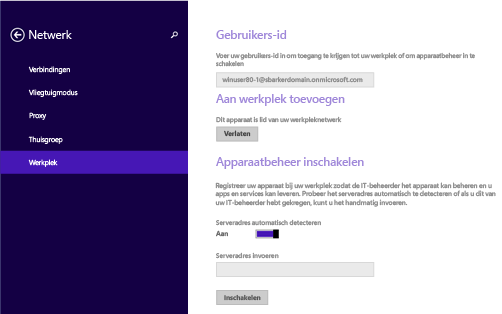 Netwerk
Verbindingen
Vliegtuigmodus
Proxy
Thuisgroep
Werkplek
Gebruikers-id
Voer uw gebruikers-id in om toegang te krijgen tot uw werkplek of om apparaatbeheer in te
schakelen
winuser80-1@sbarkerdomain.onmicrosoft.com
Aan werkplek toevoegen
Dit apparaat is lid van uw werkpleknetwerk
Verlaten
Apparaatbeheer inschakelen
Registreer uw apparaat bij uw werkplek zodat de IT-beheerder het apparaat kan beheren en u
apps en services kan leveren. Probeer het serveradres automatisch te detecteren of als u dit van
uw IT-beheerder hebt gekregen, kunt u het handmatig invoeren.
Serveradres automatisch detecteren
Aan
Serveradres invoeren
Inschakelen